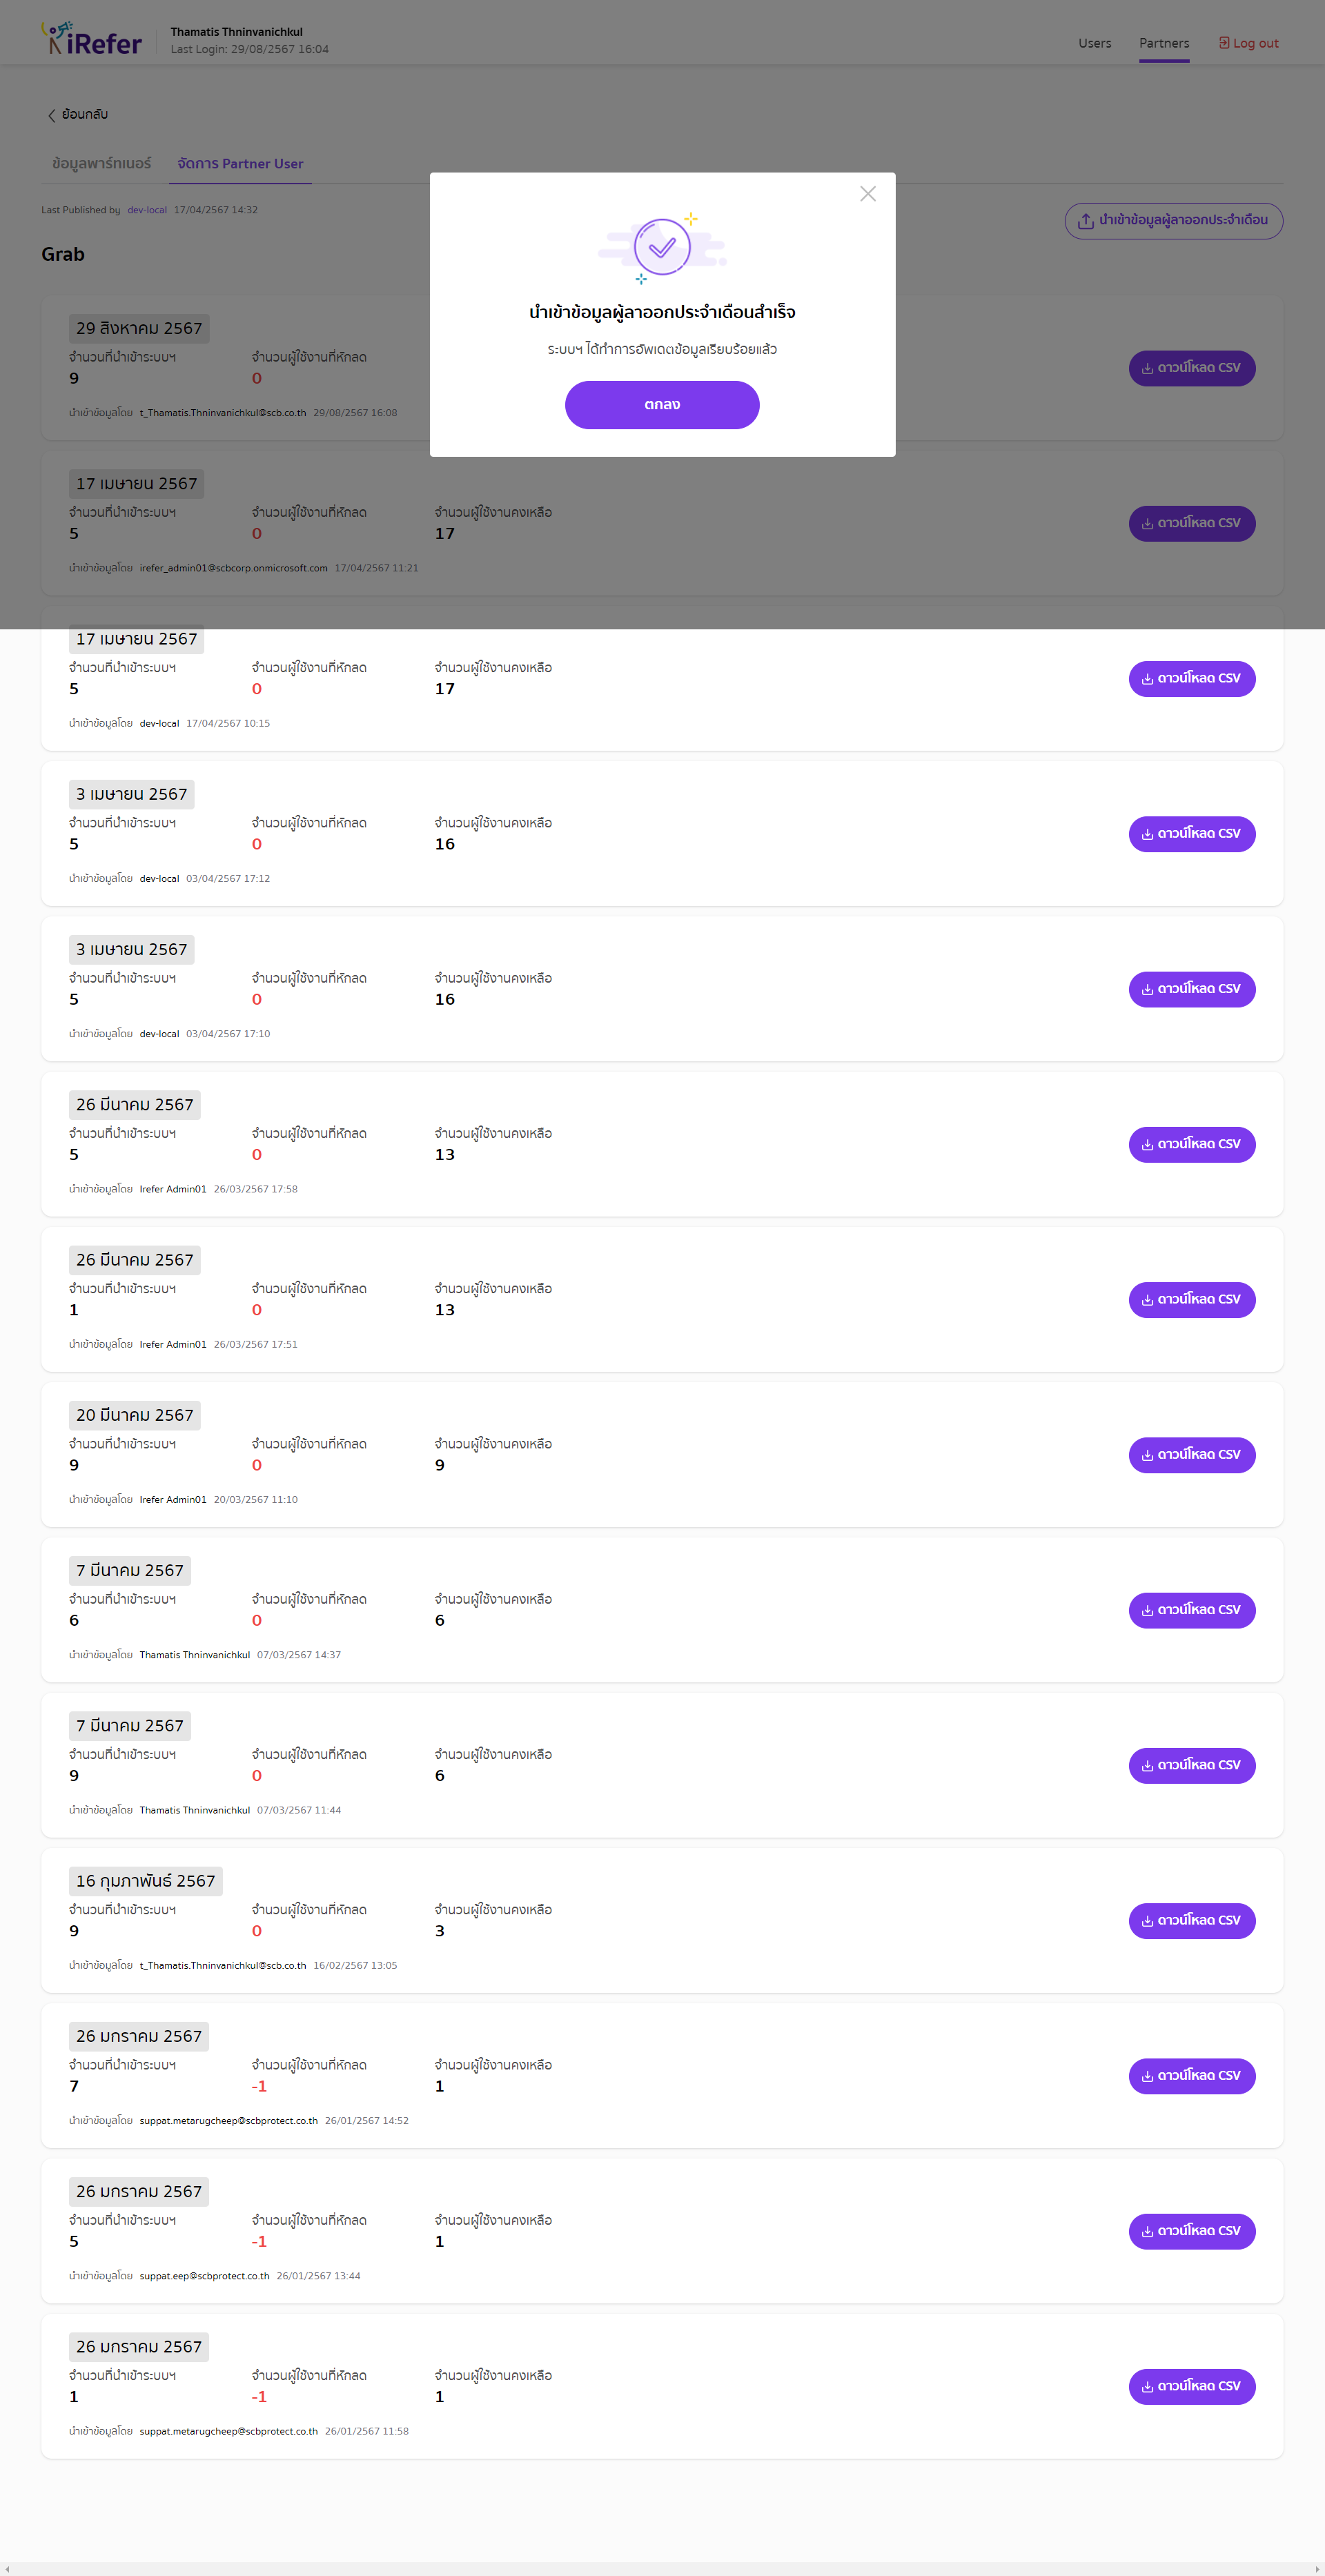 iRefer
Thamatis Thninvanichkul
Last Login: 29/08/2567 16:04
Users
Partners
Log out
ย้อนกลับ
ข้อมูลพาร์ทเนอร์
จัดการ Partner User
Last Published by dev-local 17/04/2567 14:32
นำเข้าข้อมูลผู้ลาออกประจำเดือน
Grab
นำเข้าข้อมูลผู้ลาออกประจำเดือนสำเร็จ
ระบบฯ ได้ทำการอัพเดตข้อมูลเรียบร้อยแล้ว
ตกลง
29 สิงหาคม 2567
จำนวนที่นำเข้าระบบฯ จำนวนผู้ใช้งานที่หักลด
9 0
ดาวน์โหลด CSV
นำเข้าข้อมูลโดย t_Thamatis.Thninvanichkul@scb.co.th 29/08/2567 16:08
17 เมษายน 2567
จำนวนที่นำเข้าระบบฯ จำนวนผู้ใช้งานที่หักลด จำนวนผู้ใช้งานคงเหลือ
5 0 17
ดาวน์โหลด CSV
นำเข้าข้อมูลโดย irefer_admin01@scbcorp.onmicrosoft.com 17/04/2567 11:21
17 เมษายน 2567
จำนวนที่นำเข้าระบบฯ จำนวนผู้ใช้งานที่หักลด จำนวนผู้ใช้งานคงเหลือ
5 0 17
ดาวน์โหลด CSV
นำเข้าข้อมูลโดย dev-local 17/04/2567 10:15
3 เมษายน 2567
จำนวนที่นำเข้าระบบฯ จำนวนผู้ใช้งานที่หักลด จำนวนผู้ใช้งานคงเหลือ
5 0 16
ดาวน์โหลด CSV
นำเข้าข้อมูลโดย dev-local 03/04/2567 17:12
3 เมษายน 2567
จำนวนที่นำเข้าระบบฯ จำนวนผู้ใช้งานที่หักลด จำนวนผู้ใช้งานคงเหลือ
5 0 16
ดาวน์โหลด CSV
นำเข้าข้อมูลโดย dev-local 03/04/2567 17:10
26 มีนาคม 2567
จำนวนที่นำเข้าระบบฯ จำนวนผู้ใช้งานที่หักลด จำนวนผู้ใช้งานคงเหลือ
5 0 13
ดาวน์โหลด CSV
นำเข้าข้อมูลโดย Irefer Admin01 26/03/2567 17:58
26 มีนาคม 2567
จำนวนที่นำเข้าระบบฯ จำนวนผู้ใช้งานที่หักลด จำนวนผู้ใช้งานคงเหลือ
1 0 13
ดาวน์โหลด CSV
นำเข้าข้อมูลโดย Irefer Admin01 26/03/2567 17:51
20 มีนาคม 2567
จำนวนที่นำเข้าระบบฯ จำนวนผู้ใช้งานที่หักลด จำนวนผู้ใช้งานคงเหลือ
9 0 9
ดาวน์โหลด CSV
นำเข้าข้อมูลโดย Irefer Admin01 20/03/2567 11:10
7 มีนาคม 2567
จำนวนที่นำเข้าระบบฯ จำนวนผู้ใช้งานที่หักลด จำนวนผู้ใช้งานคงเหลือ
6 0 6
ดาวน์โหลด CSV
นำเข้าข้อมูลโดย Thamatis Thninvanichkul 07/03/2567 14:37
7 มีนาคม 2567
จำนวนที่นำเข้าระบบฯ จำนวนผู้ใช้งานที่หักลด จำนวนผู้ใช้งานคงเหลือ
9 0 6
ดาวน์โหลด CSV
นำเข้าข้อมูลโดย Thamatis Thninvanichkul 07/03/2567 11:44
16 กุมภาพันธ์ 2567
จำนวนที่นำเข้าระบบฯ จำนวนผู้ใช้งานที่หักลด จำนวนผู้ใช้งานคงเหลือ
9 0 3
ดาวน์โหลด CSV
นำเข้าข้อมูลโดย t_Thamatis.Thninvanichkul@scb.co.th 16/02/2567 13:05
26 มกราคม 2567
จำนวนที่นำเข้าระบบฯ จำนวนผู้ใช้งานที่หักลด จำนวนผู้ใช้งานคงเหลือ
7 -1 1
ดาวน์โหลด CSV
นำเข้าข้อมูลโดย suppat.metarugcheep@scbprotect.co.th 26/01/2567 14:52
26 มกราคม 2567
จำนวนที่นำเข้าระบบฯ จำนวนผู้ใช้งานที่หักลด จำนวนผู้ใช้งานคงเหลือ
5 -1 1
ดาวน์โหลด CSV
นำเข้าข้อมูลโดย suppat.eep@scbprotect.co.th 26/01/2567 13:44
26 มกราคม 2567
จำนวนที่นำเข้าระบบฯ จำนวนผู้ใช้งานที่หักลด จำนวนผู้ใช้งานคงเหลือ
1 -1 1
ดาวน์โหลด CSV
นำเข้าข้อมูลโดย suppat.metarugcheep@scbprotect.co.th 26/01/2567 11:58